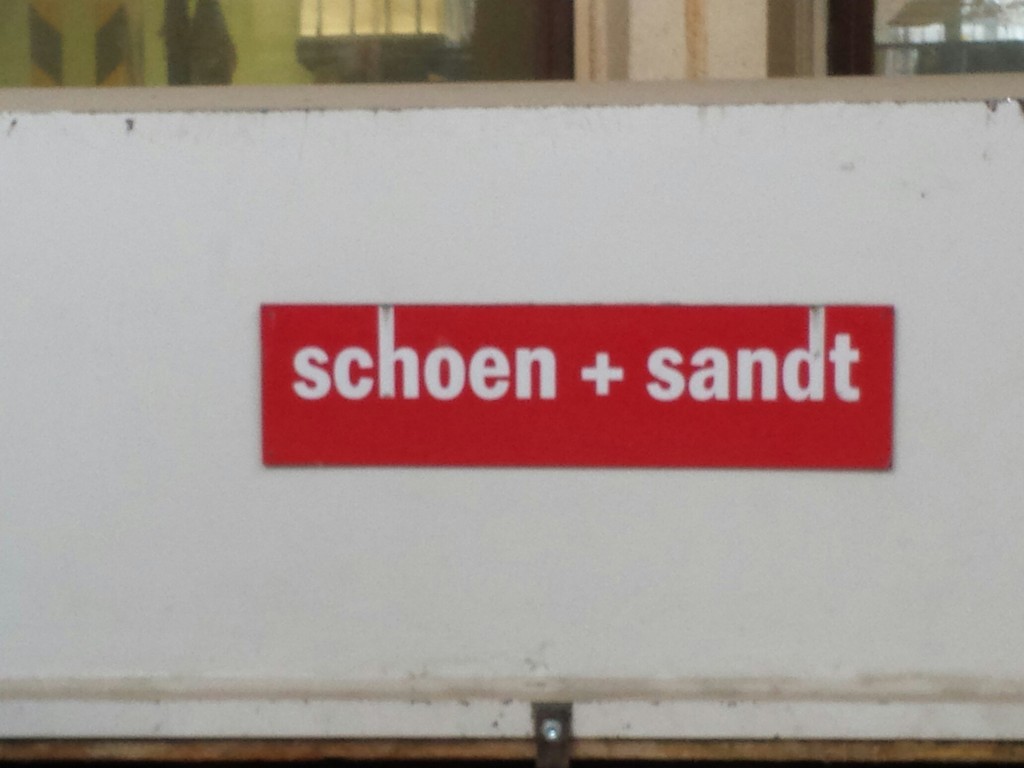 schoen + sandt